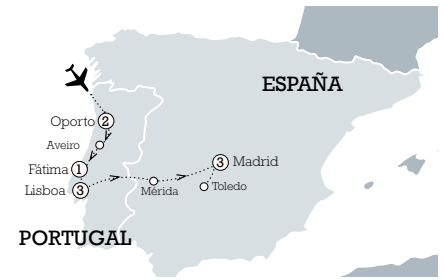 ESPAÑA
Oporto 2
Aveiro
Fátima 1
3 Madrid
Lisboa 3
Mérida
Toledo
PORTUGAL